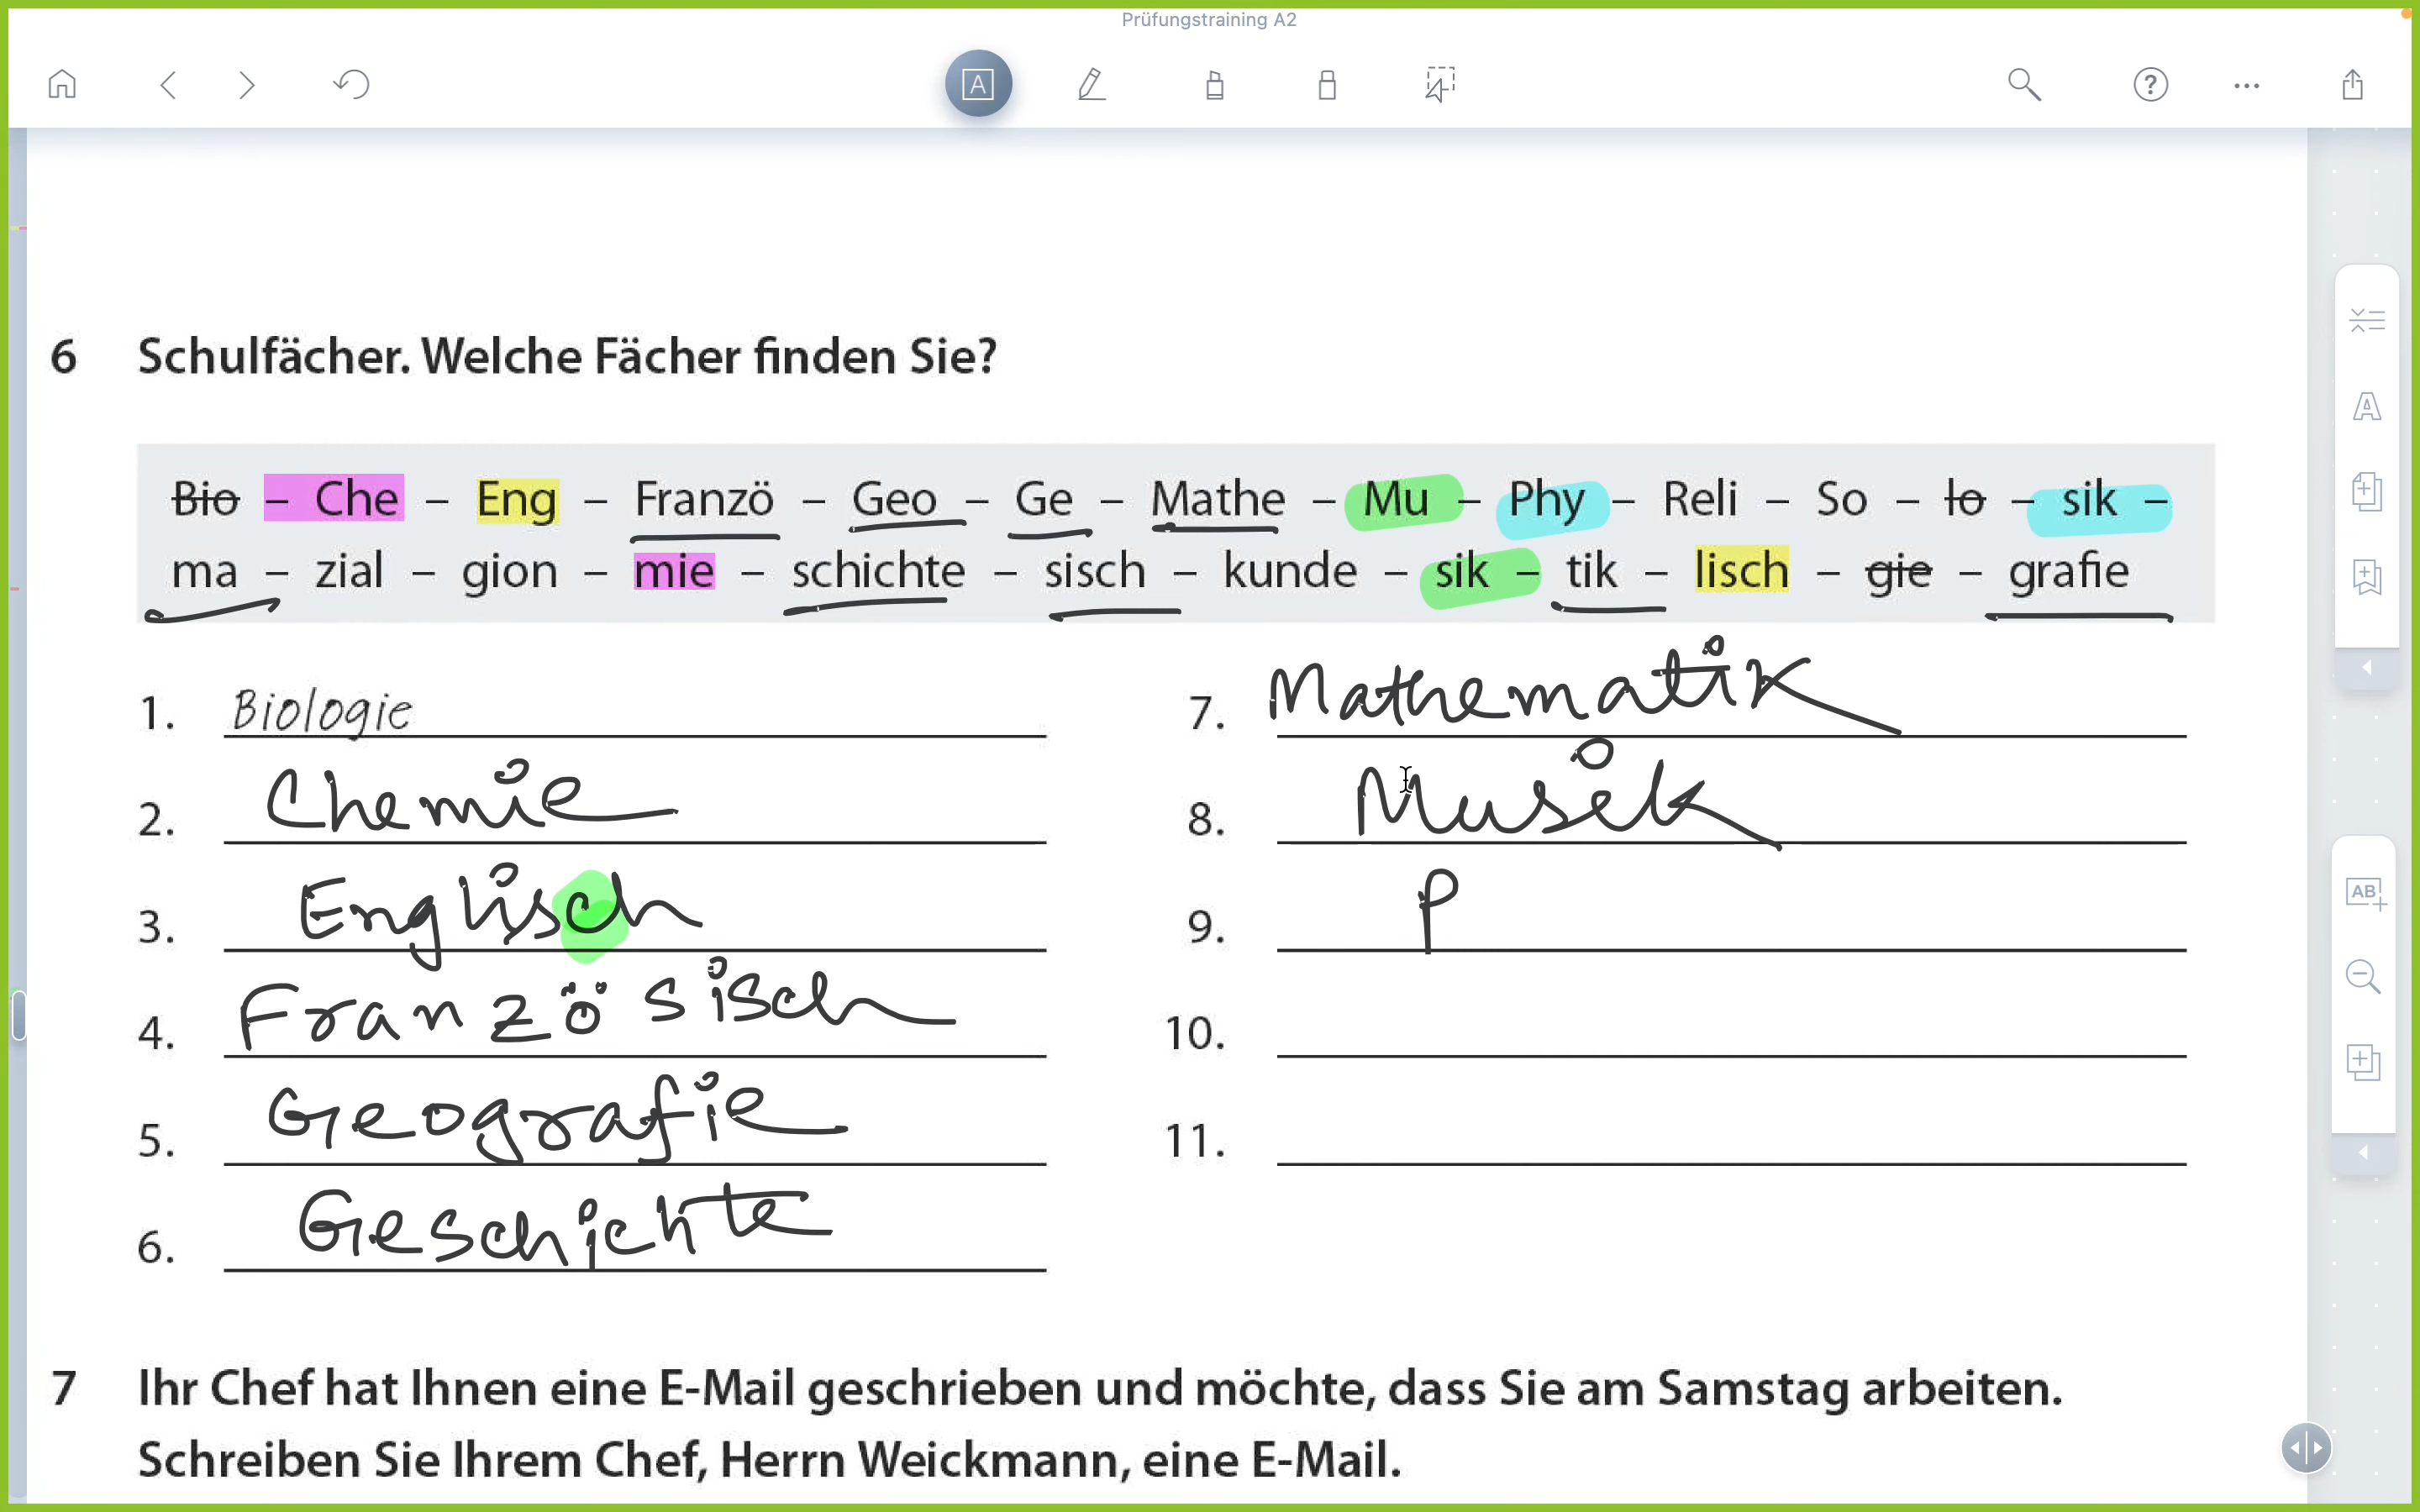 Prüfungstraining A2
6 Schulfächer. Welche Fächer finden Sie?
Bio – Che – Eng – Franzö – Geo – Ge – Mathe – Mu – Phy – Reli – So – lo – sik –
ma – zial – gion – mie – schichte – sisch – kunde – sik – tik – lisch – gie – grafie
1. Biologie
2. Chemie
3. Englisch
4. Französisch
5. Geografie
6. Geschichte
7. Mathematik
8. Musik
9. P
10.
11.
7 Ihr Chef hat Ihnen eine E-Mail geschrieben und möchte, dass Sie am Samstag arbeiten.
Schreiben Sie Ihrem Chef, Herrn Weickmann, eine E-Mail.